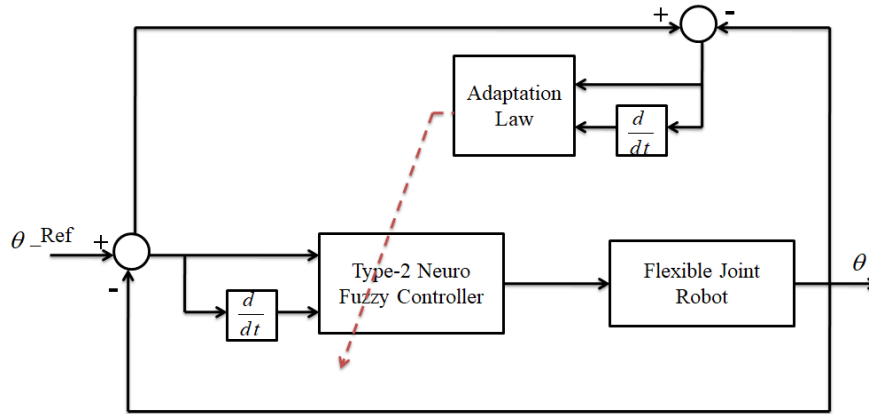 + -
Adaptation
Law
d
dt
θ _Ref
+
-
Type-2 Neuro
Fuzzy Controller
Flexible Joint
Robot
θ
d
dt